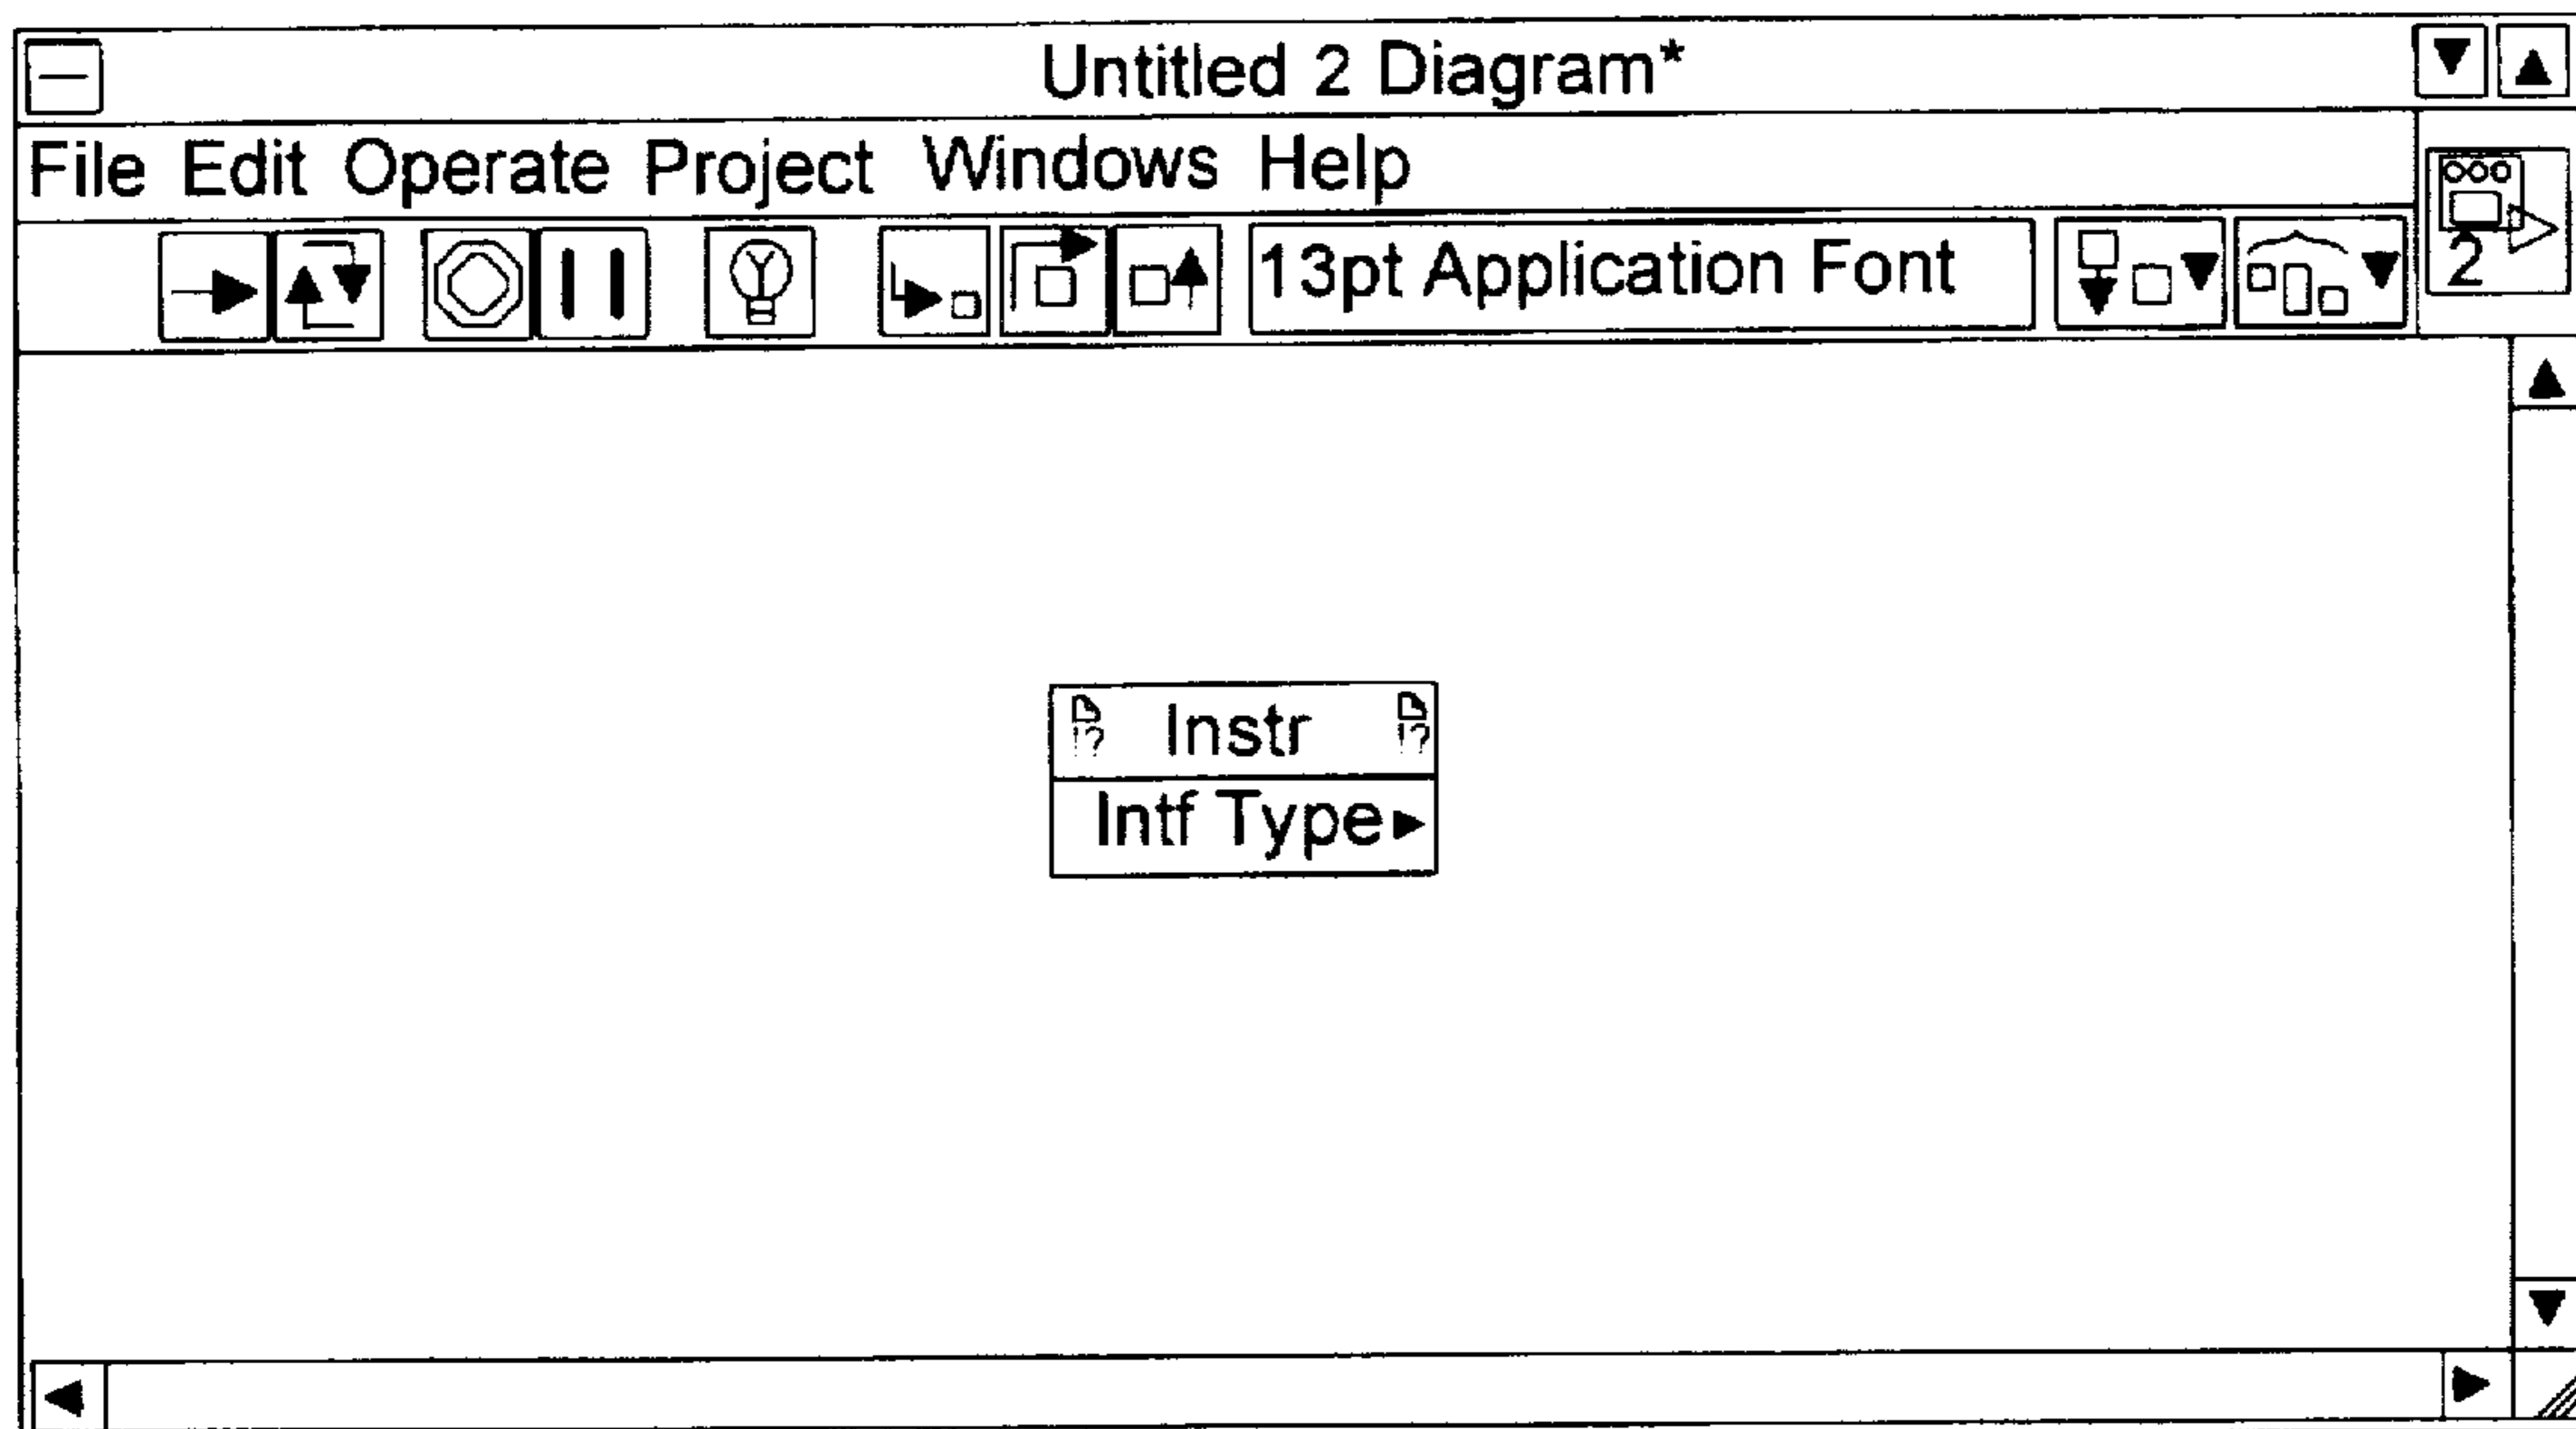 Untitled 2 Diagram*
File Edit Operate Project Windows Help
2
13pt Application Font
!? Instr !?
Intf Type